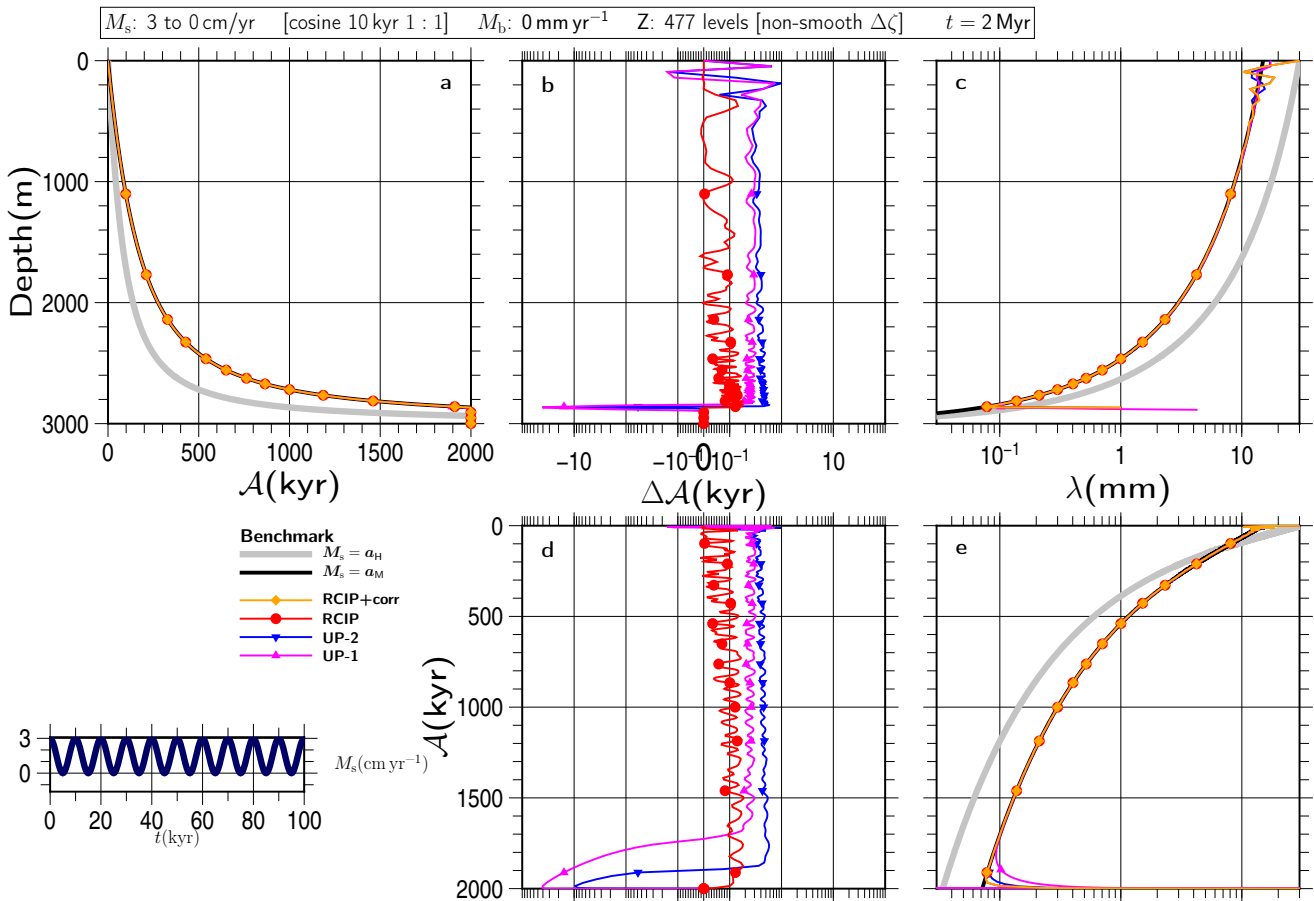 Mₛ: 3 to 0 cm/yr [cosine 10 kyr 1 : 1] M_b: 0 mm yr⁻¹ Z: 477 levels [non-smooth Δζ] t = 2 Myr
a
b
c
0
1000
2000
3000
Depth(m)
0 500 1000 1500 2000
𝒜(kyr)
−10 −10⁻¹ 0 10⁻¹ 10
Δ𝒜(kyr)
10⁻¹ 1 10
λ(mm)
Benchmark
Mₛ = a_H
Mₛ = a_M
RCIP+corr
RCIP
UP-2
UP-1
d
e
0
500
1000
1500
2000
𝒜(kyr)
3
0
Mₛ(cm yr⁻¹)
0 20 40 60 80 100
t(kyr)